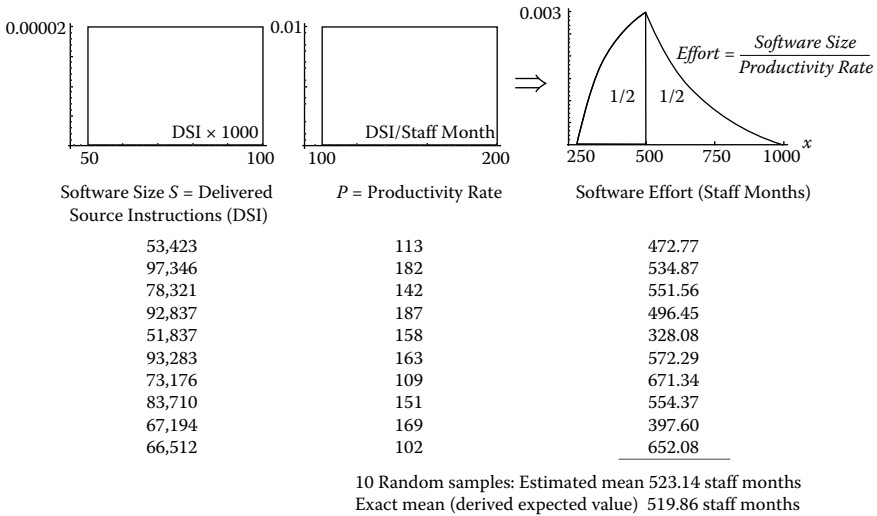 0.00002
0.01
0.003
Effort = Software Size / Productivity Rate
1/2
1/2
DSI × 1000
DSI/Staff Month
x
50
100
100
200
250
500
750
1000
Software Size S = Delivered
Source Instructions (DSI)
P = Productivity Rate
Software Effort (Staff Months)
53,423 113 472.77
97,346 182 534.87
78,321 142 551.56
92,837 187 496.45
51,837 158 328.08
93,283 163 572.29
73,176 109 671.34
83,710 151 554.37
67,194 169 397.60
66,512 102 652.08
10 Random samples: Estimated mean 523.14 staff months
Exact mean (derived expected value) 519.86 staff months